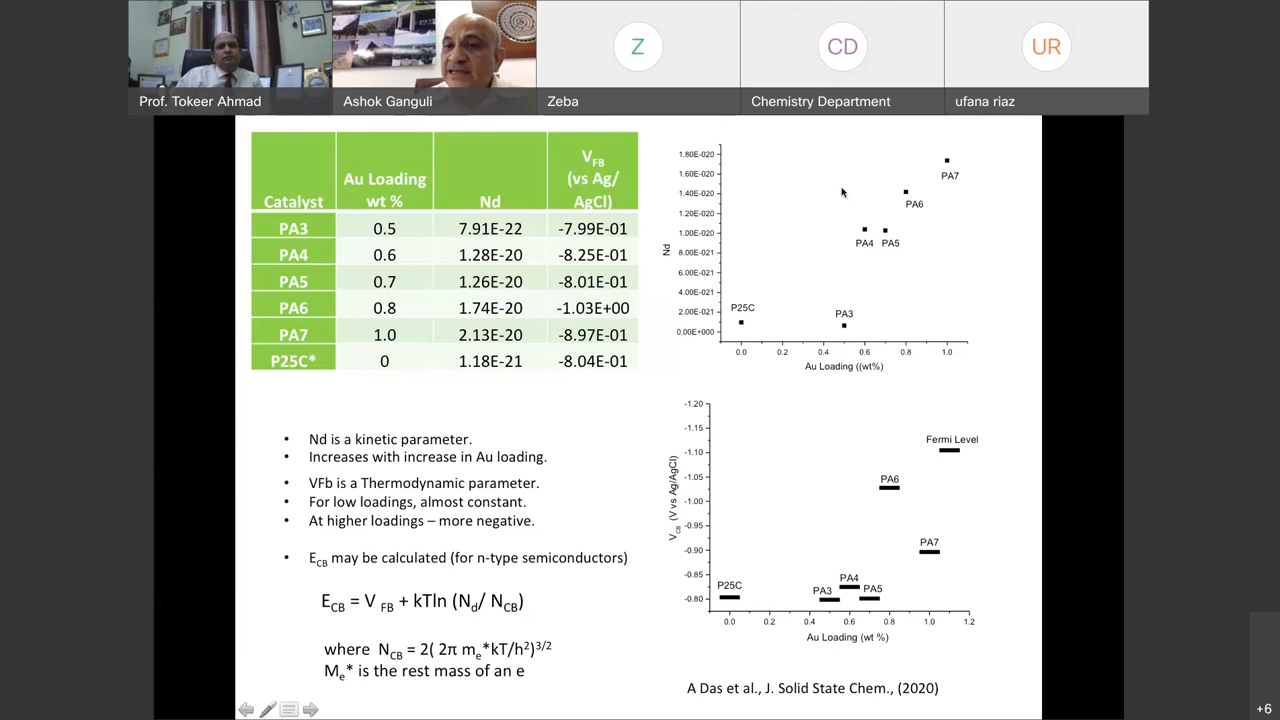 Prof. Tokeer Ahmad
Ashok Ganguli
Z
Zeba
CD
Chemistry Department
UR
ufana riaz
Catalyst Au Loading wt % Nd V_FB (vs Ag/ AgCl)
PA3 0.5 7.91E-22 -7.99E-01
PA4 0.6 1.28E-20 -8.25E-01
PA5 0.7 1.26E-20 -8.01E-01
PA6 0.8 1.74E-20 -1.03E+00
PA7 1.0 2.13E-20 -8.97E-01
P25C* 0 1.18E-21 -8.04E-01
• Nd is a kinetic parameter.
• Increases with increase in Au loading.
• VFb is a Thermodynamic parameter.
• For low loadings, almost constant.
• At higher loadings – more negative.
• E_CB may be calculated (for n-type semiconductors)
E_CB = V _FB + kTln (N_d/ N_CB)
where N_CB = 2( 2π m_e*kT/h²)^3/2
M_e* is the rest mass of an e
1.80E-020
1.60E-020
1.40E-020
1.20E-020
1.00E-020
8.00E-021
6.00E-021
4.00E-021
2.00E-021
0.00E+000
Nd
P25C
PA3
PA4
PA5
PA6
PA7
0.0 0.2 0.4 0.6 0.8 1.0
Au Loading ((wt%)
-1.20
-1.15
-1.10
-1.05
-1.00
-0.95
-0.90
-0.85
-0.80
V_CB (V vs Ag/AgCl)
P25C
PA3
PA4
PA5
PA6
PA7
Fermi Level
0.0 0.2 0.4 0.6 0.8 1.0 1.2
Au Loading (wt %)
A Das et al., J. Solid State Chem., (2020)
+6